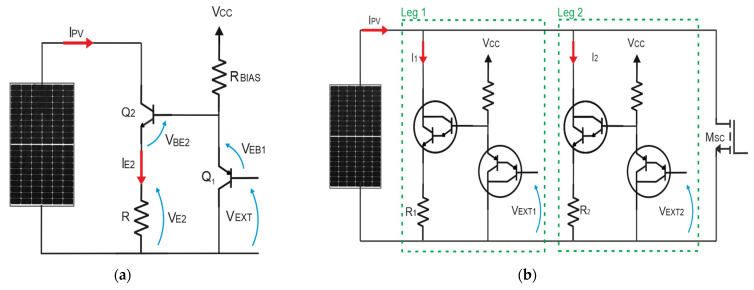 VCC
IPV
RBIAS
Q2
VBE2
VEB1
IE2
Q1
R
VE2
VEXT
(a)
Leg 1
Leg 2
IPV
I1
VCC
I2
VCC
MSC
R1
VEXT1
R2
VEXT2
(b)